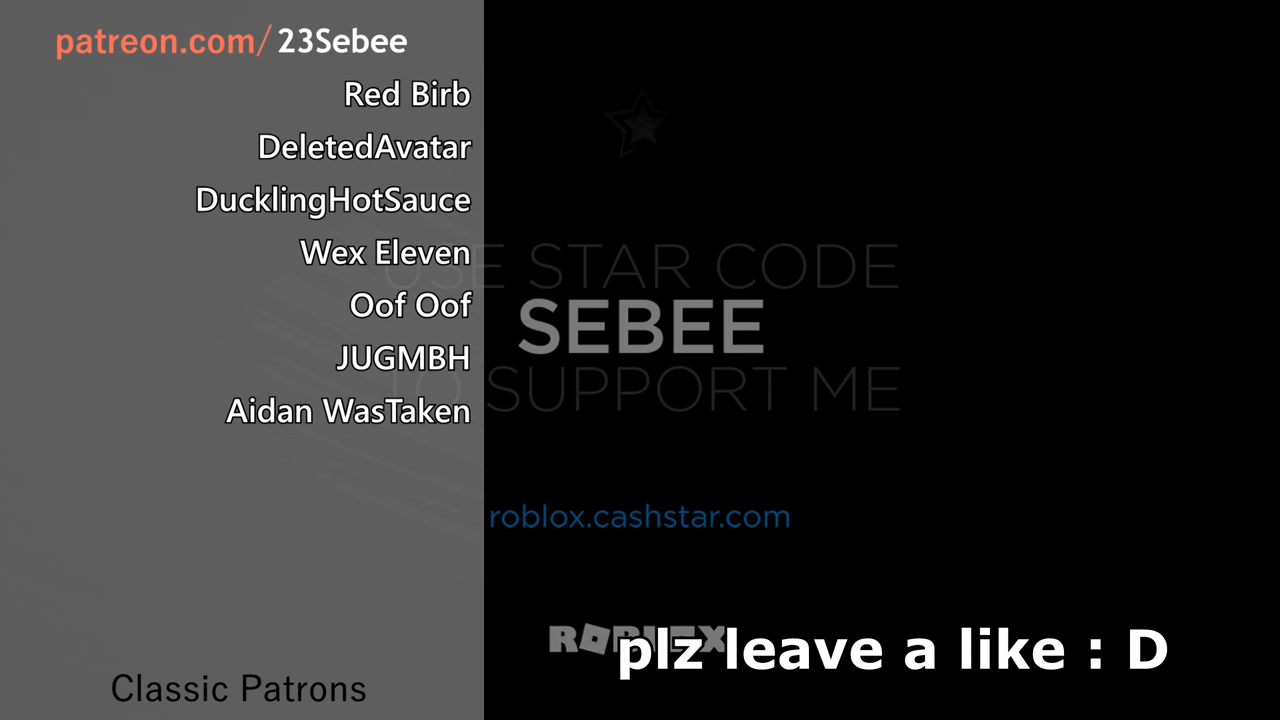 patreon.com/23Sebee
Red Birb
DeletedAvatar
DucklingHotSauce
Wex Eleven
Oof Oof
JUGMBH
Aidan WasTaken
Classic Patrons
USE STAR CODE
SEBEE
TO SUPPORT ME
roblox.cashstar.com
ROBLOX
plz leave a like : D